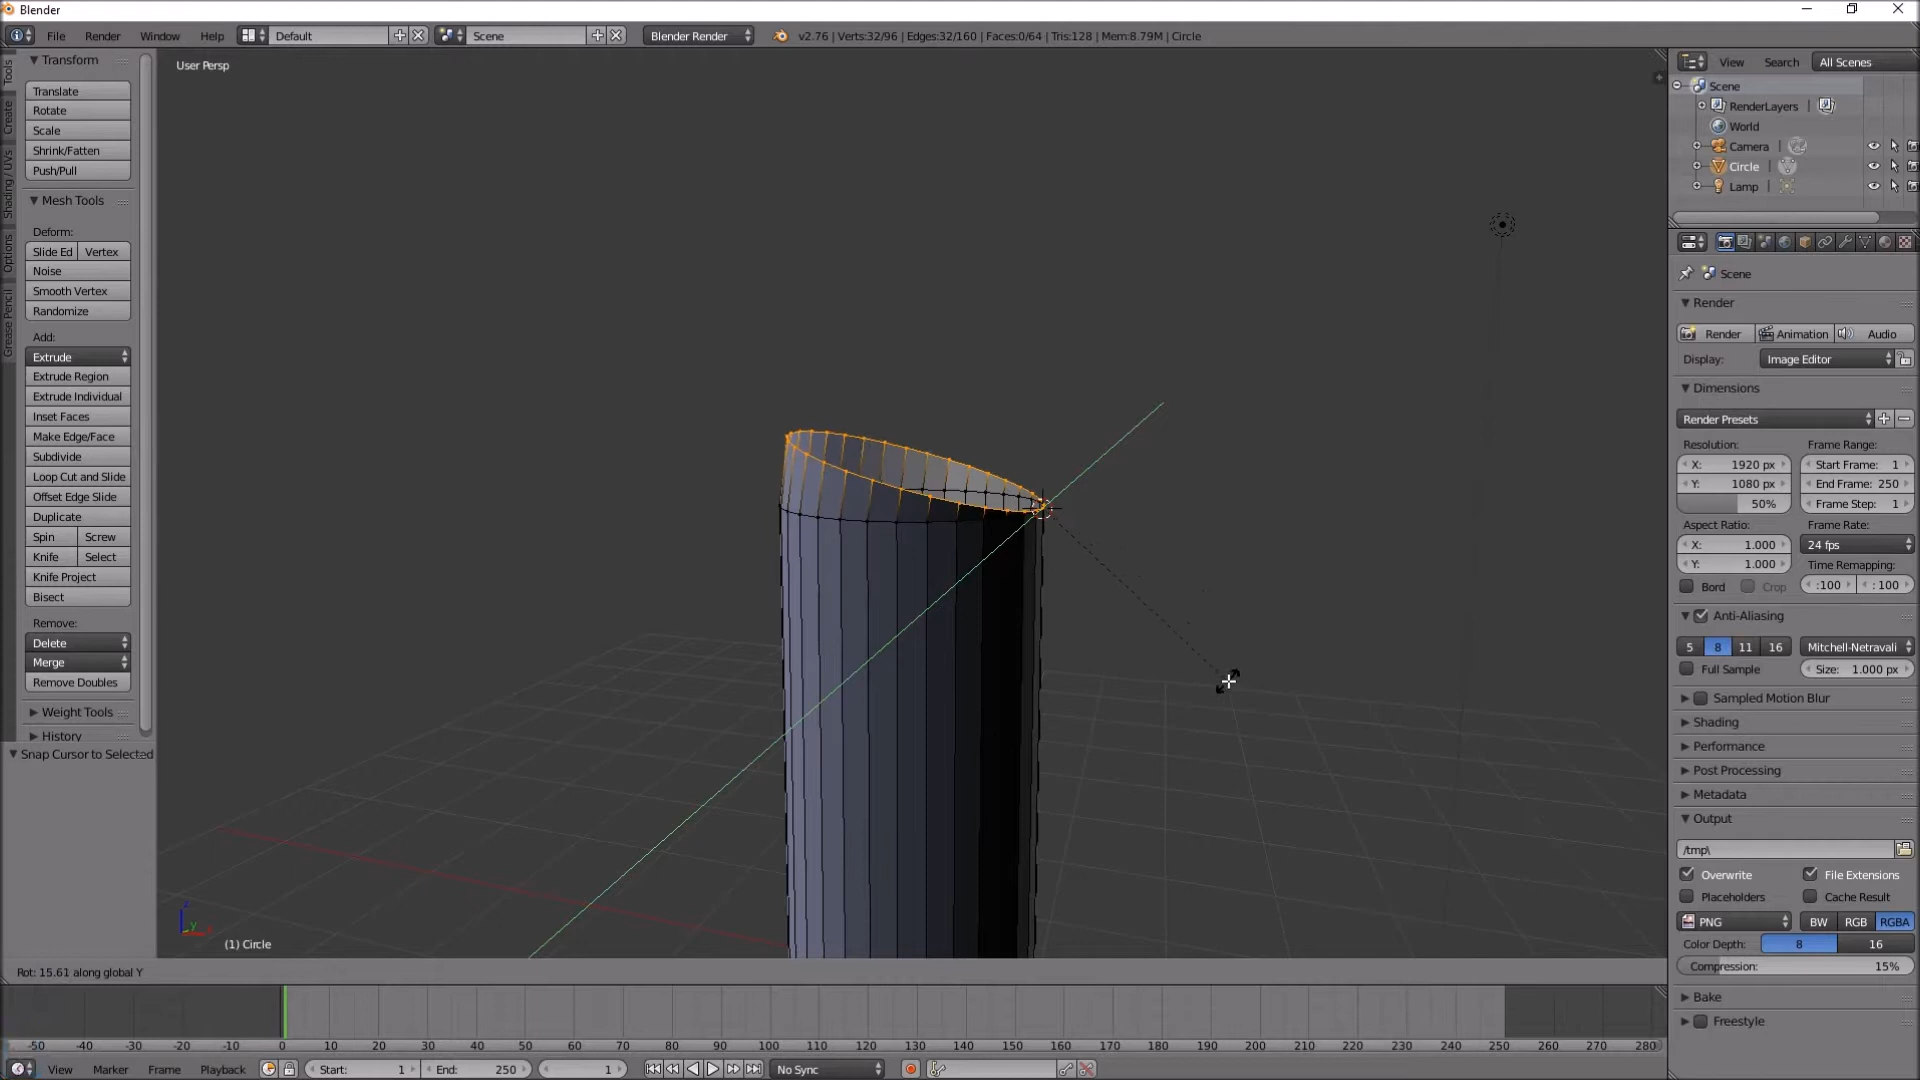 Blender
File Render Window Help Default Scene Blender Render v2.76 | Verts:32/96 | Edges:32/160 | Faces:0/64 | Tris:128 | Mem:8.79M | Circle
Tools
Create
Shading / UVs
Options
Grease Pencil
Transform
Translate
Rotate
Scale
Shrink/Fatten
Push/Pull
Mesh Tools
Deform:
Slide Ed Vertex
Noise
Smooth Vertex
Randomize
Add:
Extrude
Extrude Region
Extrude Individual
Inset Faces
Make Edge/Face
Subdivide
Loop Cut and Slide
Offset Edge Slide
Duplicate
Spin Screw
Knife Select
Knife Project
Bisect
Remove:
Delete
Merge
Remove Doubles
Weight Tools
History
Snap Cursor to Selected
User Persp
(1) Circle
Rot: 15.61 along global Y
View Search All Scenes
Scene
RenderLayers |
World
Camera |
Circle |
Lamp |
Scene
Render
Render Animation Audio
Display: Image Editor
Dimensions
Render Presets
Resolution: Frame Range:
X: 1920 px Start Frame: 1
Y: 1080 px End Frame: 250
50% Frame Step: 1
Aspect Ratio: Frame Rate:
X: 1.000 24 fps
Y: 1.000 Time Remapping:
Bord Crop :100 : 100
Anti-Aliasing
5 8 11 16 Mitchell-Netravali
Full Sample Size: 1.000 px
Sampled Motion Blur
Shading
Performance
Post Processing
Metadata
Output
/tmp\
Overwrite File Extensions
Placeholders Cache Result
PNG BW RGB RGBA
Color Depth: 8 16
Compression: 15%
Bake
Freestyle
-50 -40 -30 -20 -10 0 10 20 30 40 50 60 70 80 90 100 110 120 130 140 150 160 170 180 190 200 210 220 230 240 250 260 270 280
View Marker Frame Playback Start: 1 End: 250 1 No Sync